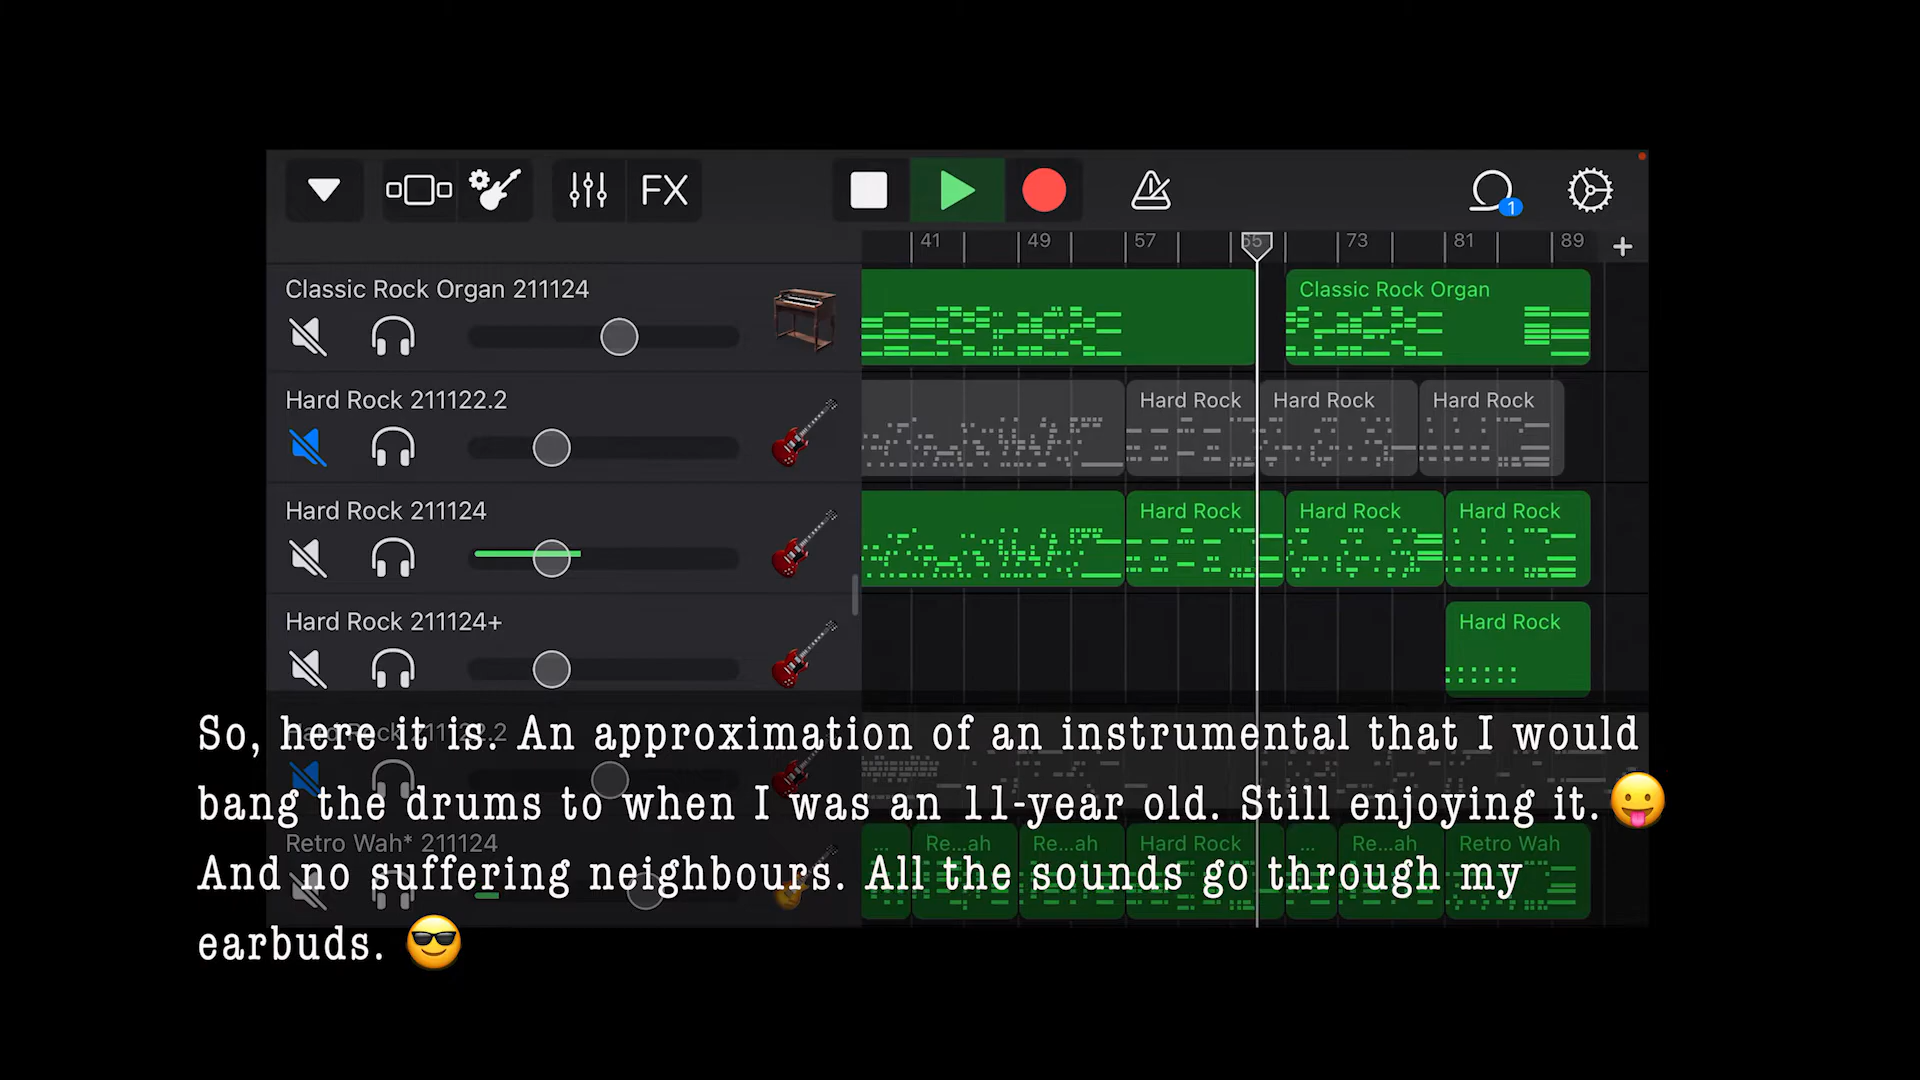 FX
1
41 49 57 65 73 81 89 +
Classic Rock Organ 211124
Classic Rock Organ
Hard Rock 211122.2
Hard Rock Hard Rock Hard Rock
Hard Rock 211124
Hard Rock Hard Rock Hard Rock
Hard Rock 211124+
Hard Rock
So, here it is. An approximation of an instrumental that I would
bang the drums to when I was an 11-year old. Still enjoying it. 😛
Retro Wah* 211124
... Re...ah Re...ah Hard Rock ... Re...ah Retro Wah
And no suffering neighbours. All the sounds go through my
earbuds. 😎